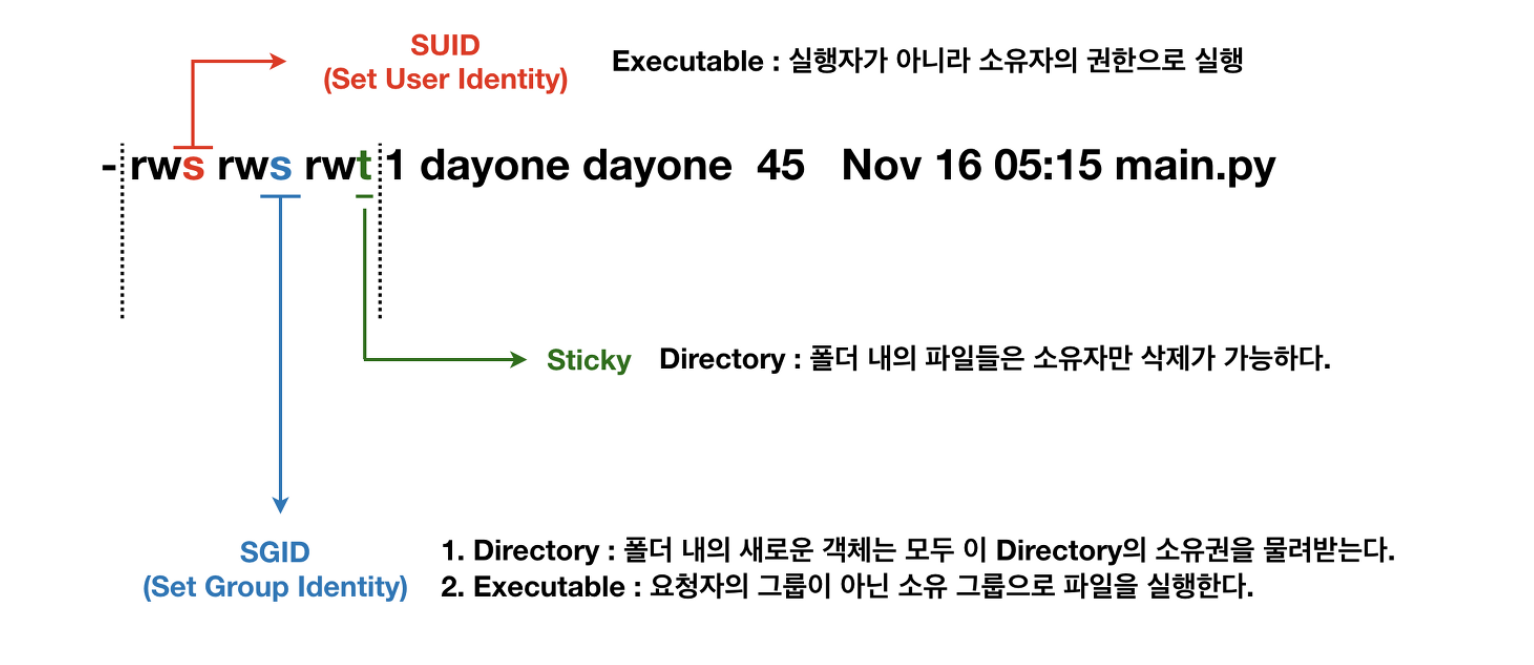 SUID
(Set User Identity)
Executable : 실행자가 아니라 소유자의 권한으로 실행
- rws rws rwt 1 dayone dayone 45 Nov 16 05:15 main.py
Sticky Directory : 폴더 내의 파일들은 소유자만 삭제가 가능하다.
SGID
(Set Group Identity)
1. Directory : 폴더 내의 새로운 객체는 모두 이 Directory의 소유권을 물려받는다.
2. Executable : 요청자의 그룹이 아닌 소유 그룹으로 파일을 실행한다.